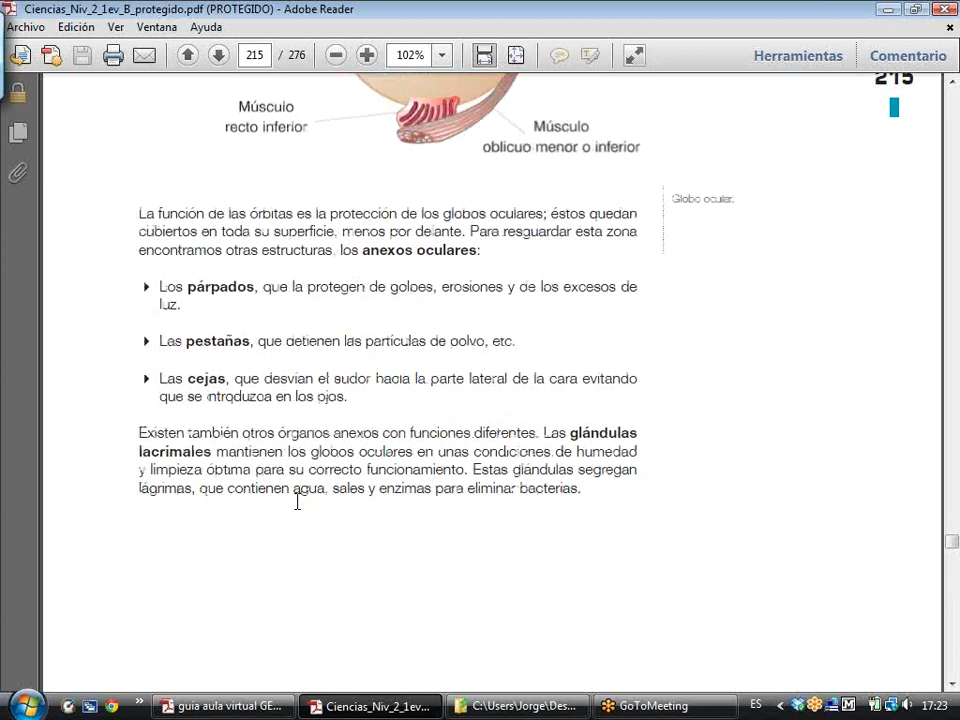 Ciencias_Niv_2_1ev_B_protegido.pdf (PROTEGIDO) - Adobe Reader
Archivo Edición Ver Ventana Ayuda
215 / 276 102% Herramientas Comentario
215
Músculo
recto inferior
Músculo
oblicuo menor o inferior
La función de las órbitas es la protección de los globos oculares; éstos quedan
cubiertos en toda su superficie, menos por delante. Para resguardar esta zona
encontramos otras estructuras, los anexos oculares:
Globo ocular.
Los párpados, que la protegen de golpes, erosiones y de los excesos de
luz.
Las pestañas, que detienen las partículas de polvo, etc.
Las cejas, que desvían el sudor hacia la parte lateral de la cara evitando
que se introduzca en los ojos.
Existen también otros órganos anexos con funciones diferentes. Las glándulas
lacrimales mantienen los globos oculares en unas condiciones de humedad
y limpieza óptima para su correcto funcionamiento. Estas glándulas segregan
lágrimas, que contienen agua, sales y enzimas para eliminar bacterias.
guia aula virtual GE... Ciencias_Niv_2_1ev... C:\Users\Jorge\Des... GoToMeeting ES 17:23